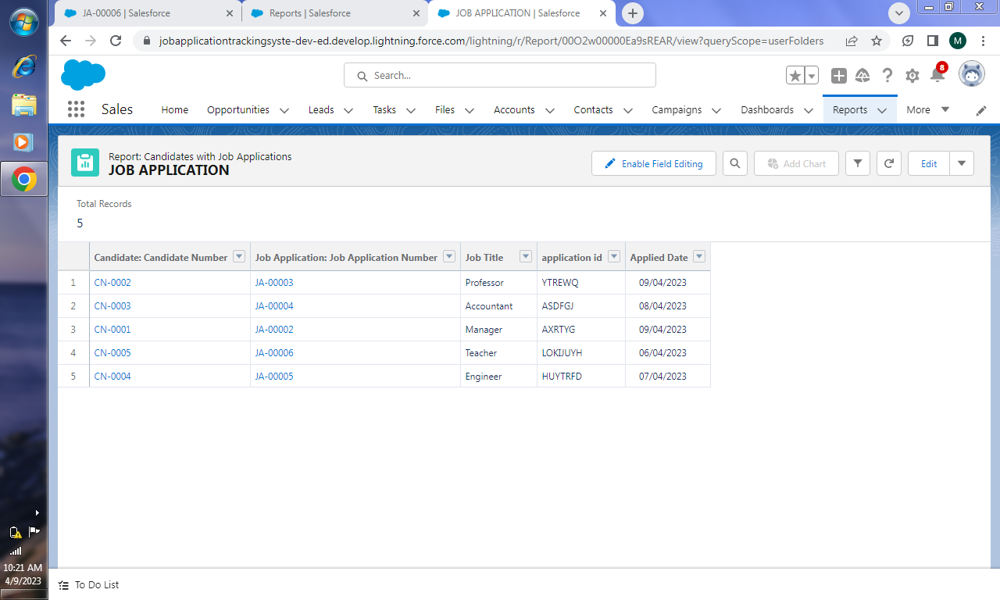 JA-00006 | Salesforce
Reports | Salesforce
JOB APPLICATION | Salesforce
jobapplicationtrackingsyste-dev-ed.develop.lightning.force.com/lightning/r/Report/00O2w00000Ea9sREAR/view?queryScope=userFolders
M
Search...
8
Sales
Home
Opportunities
Leads
Tasks
Files
Accounts
Contacts
Campaigns
Dashboards
Reports
More
Report: Candidates with Job Applications
JOB APPLICATION
Enable Field Editing
Add Chart
Edit
Total Records
5
Candidate: Candidate Number Job Application: Job Application Number Job Title application id Applied Date
1 CN-0002 JA-00003 Professor YTREWQ 09/04/2023
2 CN-0003 JA-00004 Accountant ASDFGJ 08/04/2023
3 CN-0001 JA-00002 Manager AXRTYG 09/04/2023
4 CN-0005 JA-00006 Teacher LOKIJUYH 06/04/2023
5 CN-0004 JA-00005 Engineer HUYTRFD 07/04/2023
To Do List
10:21 AM
4/9/2023